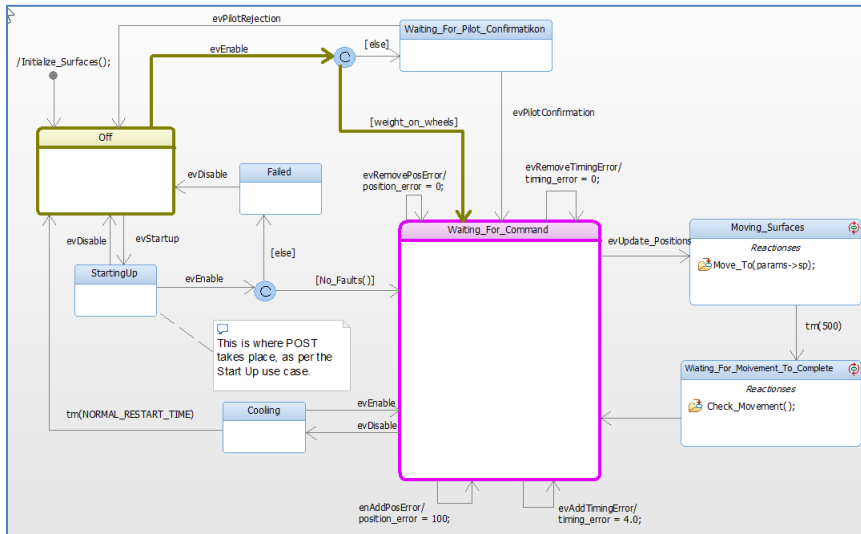 evPilotRejection
Waiting_For_Pilot_Confirmatikon
[else]
evEnable
/Initialize_Surfaces();
evPilotConfirmation
[weight_on_wheels]
Off
evRemovePosError/
position_error = 0;
evRemoveTimingError/
timing_error = 0;
Failed
evDisable
Waiting_For_Command
Moving_Surfaces
Reactionses
Move_To(params->sp);
evUpdate_Positions
evDisable
evStartup
[else]
StartingUp
evEnable
[No_Faults()]
C
C
This is where POST
takes place, as per the
Start Up use case.
tm(500)
Wiating_For_Moivement_To_Complete
Reactionses
Check_Movement();
tm(NORMAL_RESTART_TIME)
Cooling
evEnable
evDisable
enAddPosError/
position_error = 100;
evAddTimingError/
timing_error = 4.0;